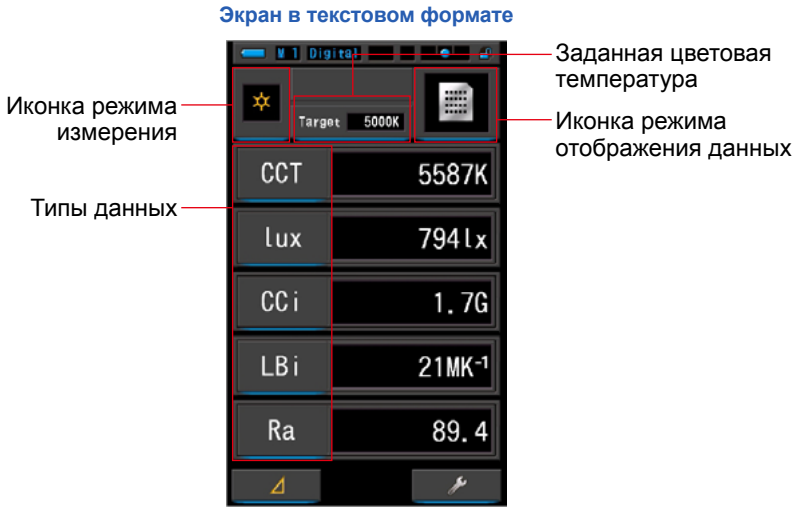 Экран в текстовом формате
M 1 Digital
Заданная цветовая
температура
Иконка режима
измерения
Target 5000K
Иконка режима
отображения данных
Типы данных
CCT 5587K
lux 794lx
CCi 1.7G
LBi 21MK⁻¹
Ra 89.4